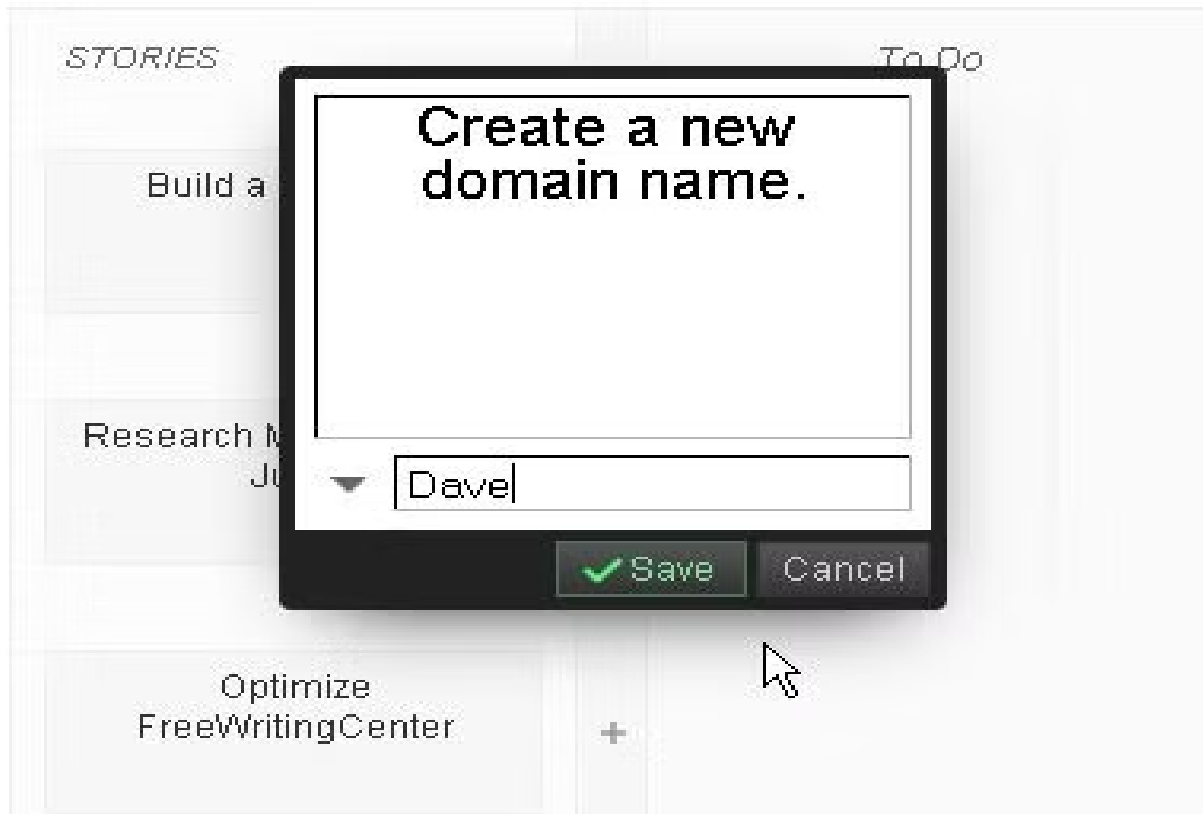 STORIES
To Do
Create a new
domain name.
Build a
Research
Dave
Save Cancel
Optimize
FreeWritingCenter
+